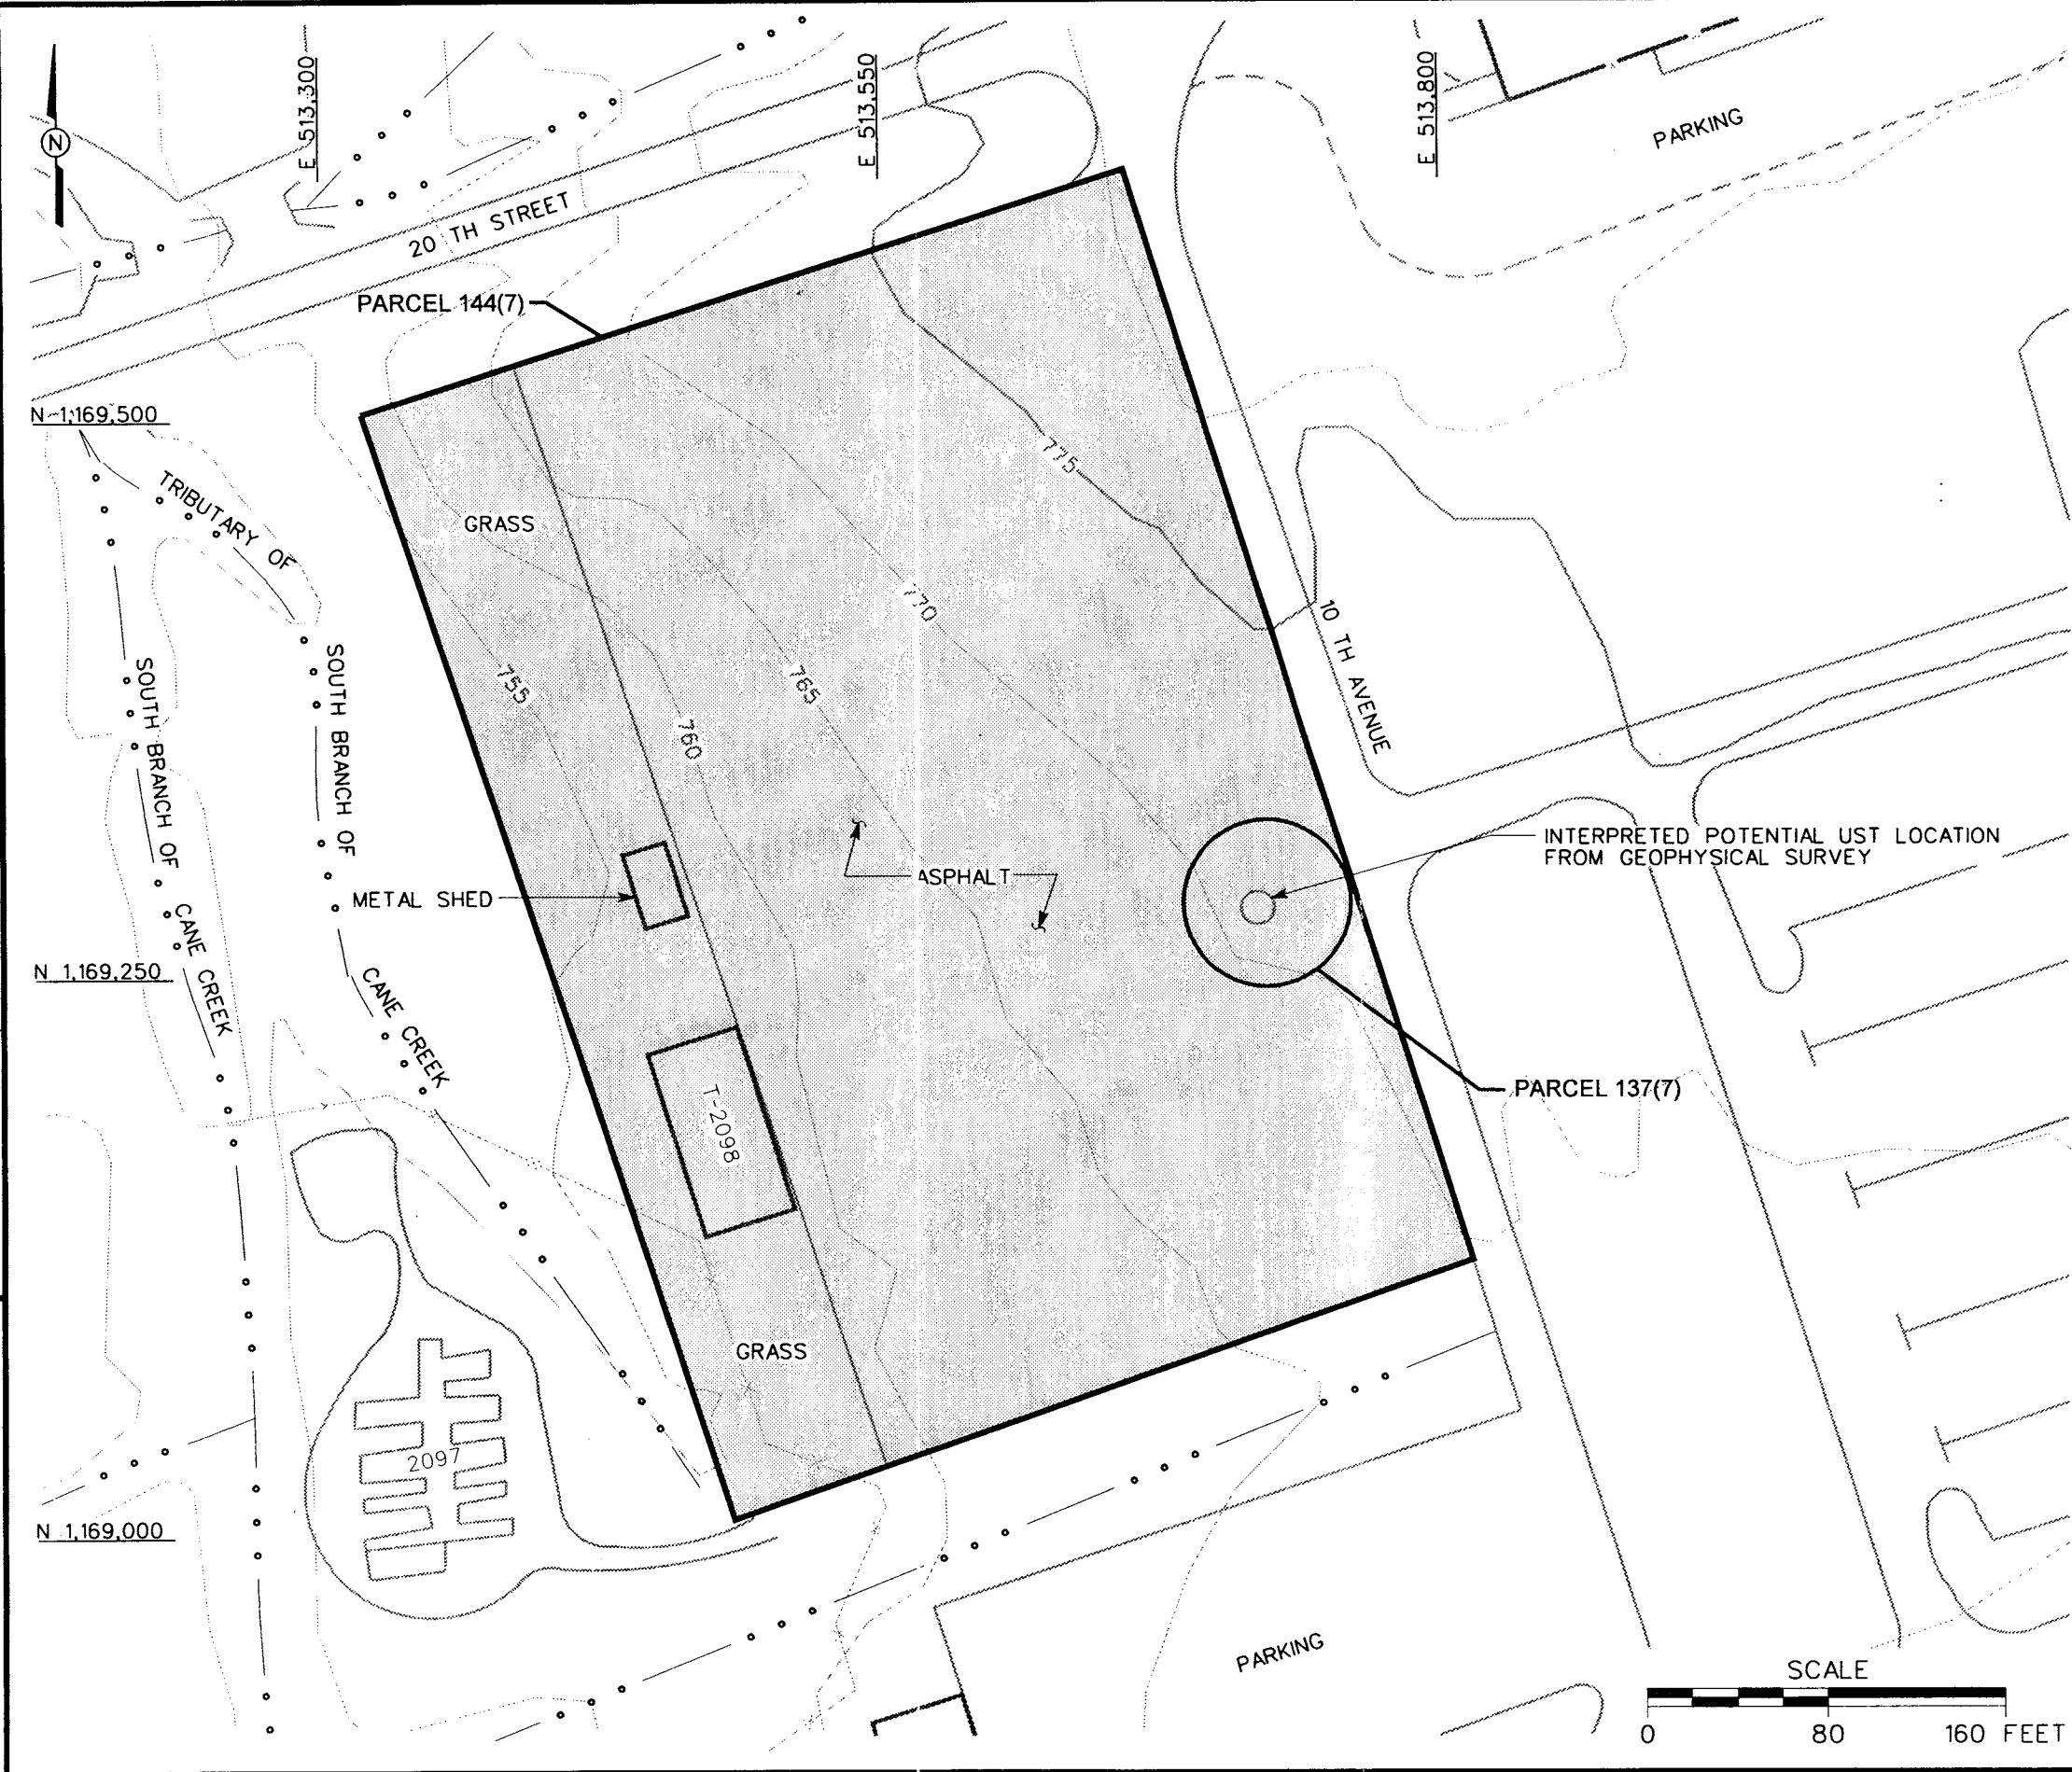 E 513,300
E 513,550
E 513,800
PARKING
N
20 TH STREET
PARCEL 144(7)
N 1,169,500
TRIBUTARY OF
GRASS
775
770
10 TH AVENUE
SOUTH BRANCH OF
SOUTH BRANCH OF
755
765
760
INTERPRETED POTENTIAL UST LOCATION
FROM GEOPHYSICAL SURVEY
ASPHALT
METAL SHED
CANE CREEK
N 1,169,250
CANE CREEK
PARCEL 137(7)
T-2098
GRASS
2097
N 1,169,000
PARKING
SCALE
0 80 160 FEET